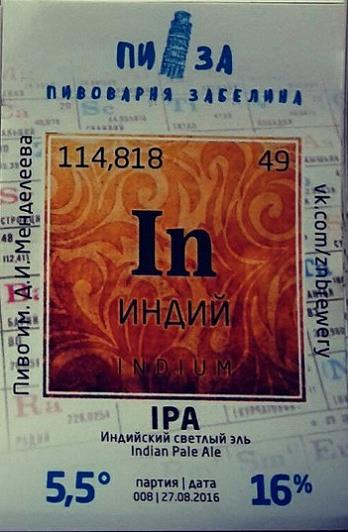 ПИ ЗА
ПИВОВАРНЯ ЗАБЕЛИНА
Пиво им. Д. И. Менделеева
114,818 49
In
ИНДИЙ
INDIUM
vk.com/znbrewery
IPA
Индийский светлый эль
Indian Pale Ale
5,5° партия | дата 16%
008 | 27.08.2016